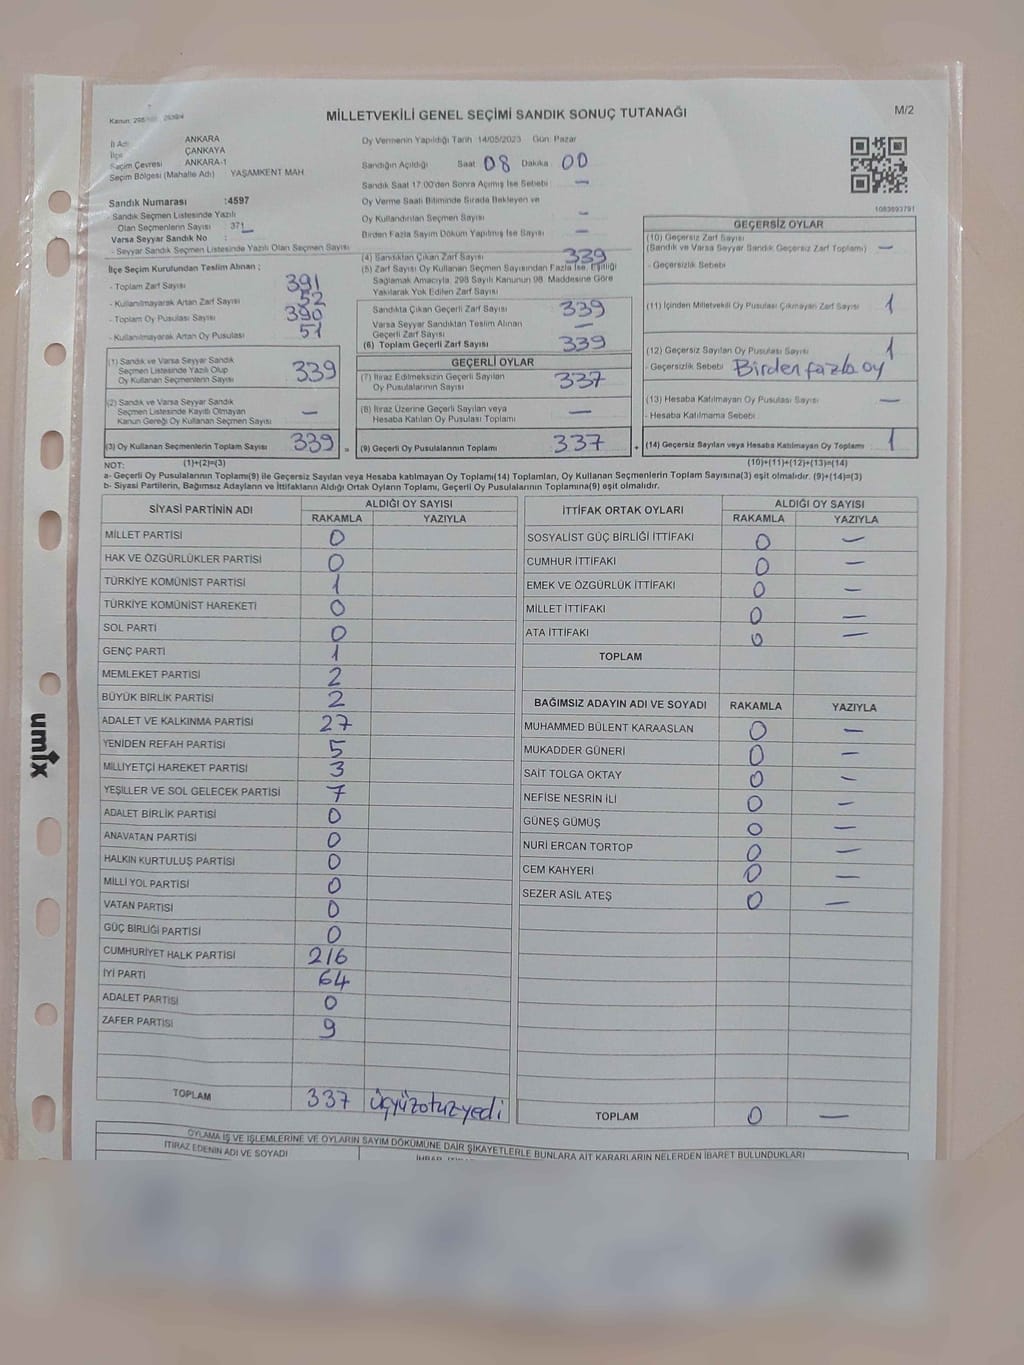 MİLLETVEKİLİ GENEL SEÇİMİ SANDIK SONUÇ TUTANAĞI
M/2
Kanun: 298
İl Adı ANKARA
İlçe ÇANKAYA
Seçim Çevresi ANKARA-1
Seçim Bölgesi (Mahalle Adı) : YAŞAMKENT MAH
Sandık Numarası :4597
Sandık Seçmen Listesinde Yazılı
Olan Seçmenlerin Sayısı : 371
Varsa Seyyar Sandık No :
- Seyyar Sandık Seçmen Listesinde Yazılı Olan Seçmen Sayısı
Oy Vermenin Yapıldığı Tarih 14/05/2023 Gün Pazar
Sandığın Açıldığı Saat 08 Dakika 00
Sandık Saat 17.00'den Sonra Açılmış İse Sebebi —
Oy Verme Saati Bitiminde Sırada Bekleyen ve
Oy Kullandırılan Seçmen Sayısı —
Birden Fazla Sayım Döküm Yapılmış İse Sayısı —
1083693791
İlçe Seçim Kurulundan Teslim Alınan ;
- Toplam Zarf Sayısı 391
- Kullanılmayarak Artan Zarf Sayısı 52
- Toplam Oy Pusulası Sayısı 390
- Kullanılmayarak Artan Oy Pusulası 51
(1) Sandık ve Varsa Seyyar Sandık
Seçmen Listesinde Yazılı Olup
Oy Kullanan Seçmenlerin Sayısı 339
(2) Sandık ve Varsa Seyyar Sandık
Seçmen Listesinde Kayıtlı Olmayan
Kanun Gereği Oy Kullanan Seçmen Sayısı —
(3) Oy Kullanan Seçmenlerin Toplam Sayısı 339
(4) Sandıktan Çıkan Zarf Sayısı 339
(5) Zarf Sayısı Oy Kullanan Seçmen Sayısından Fazla İse, Eşitliği
Sağlamak Amacıyla, 298 Sayılı Kanunun 98. Maddesine Göre
Yakılarak Yok Edilen Zarf Sayısı
Sandıkta Çıkan Geçerli Zarf Sayısı 339
Varsa Seyyar Sandıktan Teslim Alınan
Geçerli Zarf Sayısı —
(6) Toplam Geçerli Zarf Sayısı 339
GEÇERLİ OYLAR
(7) İtiraz Edilmeksizin Geçerli Sayılan
Oy Pusulalarının Sayısı 337
(8) İtiraz Üzerine Geçerli Sayılan veya
Hesaba Katılan Oy Pusulası Toplamı —
= (9) Geçerli Oy Pusulalarının Toplamı 337
GEÇERSİZ OYLAR
(10) Geçersiz Zarf Sayısı
(Sandık ve Varsa Seyyar Sandık Geçersiz Zarf Toplamı) —
- Geçersizlik Sebebi
(11) İçinden Milletvekili Oy Pusulası Çıkmayan Zarf Sayısı 1
(12) Geçersiz Sayılan Oy Pusulası Sayısı 1
- Geçersizlik Sebebi Birden fazla oy
(13) Hesaba Katılmayan Oy Pusulası Sayısı —
- Hesaba Katılmama Sebebi
+ (14) Geçersiz Sayılan veya Hesaba Katılmayan Oy Toplamı 1
NOT: (1)+(2)=(3) (10)+(11)+(12)+(13)=(14)
a- Geçerli Oy Pusulalarının Toplamı(9) ile Geçersiz Sayılan veya Hesaba katılmayan Oy Toplamı(14) Toplamları, Oy Kullanan Seçmenlerin Toplam Sayısına(3) eşit olmalıdır. (9)+(14)=(3)
b- Siyasi Partilerin, Bağımsız Adayların ve İttifakların Aldığı Ortak Oyların Toplamı, Geçerli Oy Pusulalarının Toplamına(9) eşit olmalıdır.
SİYASİ PARTİNİN ADI ALDIĞI OY SAYISI
RAKAMLA YAZIYLA
MİLLET PARTİSİ 0
HAK VE ÖZGÜRLÜKLER PARTİSİ 0
TÜRKİYE KOMÜNİST PARTİSİ 1
TÜRKİYE KOMÜNİST HAREKETİ 0
SOL PARTİ 0
GENÇ PARTİ 1
MEMLEKET PARTİSİ 2
BÜYÜK BİRLİK PARTİSİ 2
ADALET VE KALKINMA PARTİSİ 27
YENİDEN REFAH PARTİSİ 5
MİLLİYETÇİ HAREKET PARTİSİ 3
YEŞİLLER VE SOL GELECEK PARTİSİ 7
ADALET BİRLİK PARTİSİ 0
ANAVATAN PARTİSİ 0
HALKIN KURTULUŞ PARTİSİ 0
MİLLİ YOL PARTİSİ 0
VATAN PARTİSİ 0
GÜÇ BİRLİĞİ PARTİSİ 0
CUMHURİYET HALK PARTİSİ 216
İYİ PARTİ 64
ADALET PARTİSİ 0
ZAFER PARTİSİ 9
TOPLAM 337 üçyüzotuzyedi
İTTİFAK ORTAK OYLARI ALDIĞI OY SAYISI
RAKAMLA YAZIYLA
SOSYALİST GÜÇ BİRLİĞİ İTTİFAKI 0 —
CUMHUR İTTİFAKI 0 —
EMEK VE ÖZGÜRLÜK İTTİFAKI 0 —
MİLLET İTTİFAKI 0 —
ATA İTTİFAKI 0 —
TOPLAM
BAĞIMSIZ ADAYIN ADI VE SOYADI RAKAMLA YAZIYLA
MUHAMMED BÜLENT KARAASLAN 0 —
MUKADDER GÜNERİ 0 —
SAİT TOLGA OKTAY 0 —
NEFİSE NESRİN İLİ 0 —
GÜNEŞ GÜMÜŞ 0 —
NURİ ERCAN TORTOP 0 —
CEM KAHYERİ 0 —
SEZER ASİL ATEŞ 0 —
TOPLAM 0 —
OYLAMA İŞ VE İŞLEMLERİNE VE OYLARIN SAYIM DÖKÜMÜNE DAİR ŞİKAYETLERLE BUNLARA AİT KARARLARIN NELERDEN İBARET BULUNDUKLARI
İTİRAZ EDENİN ADI VE SOYADI
umix